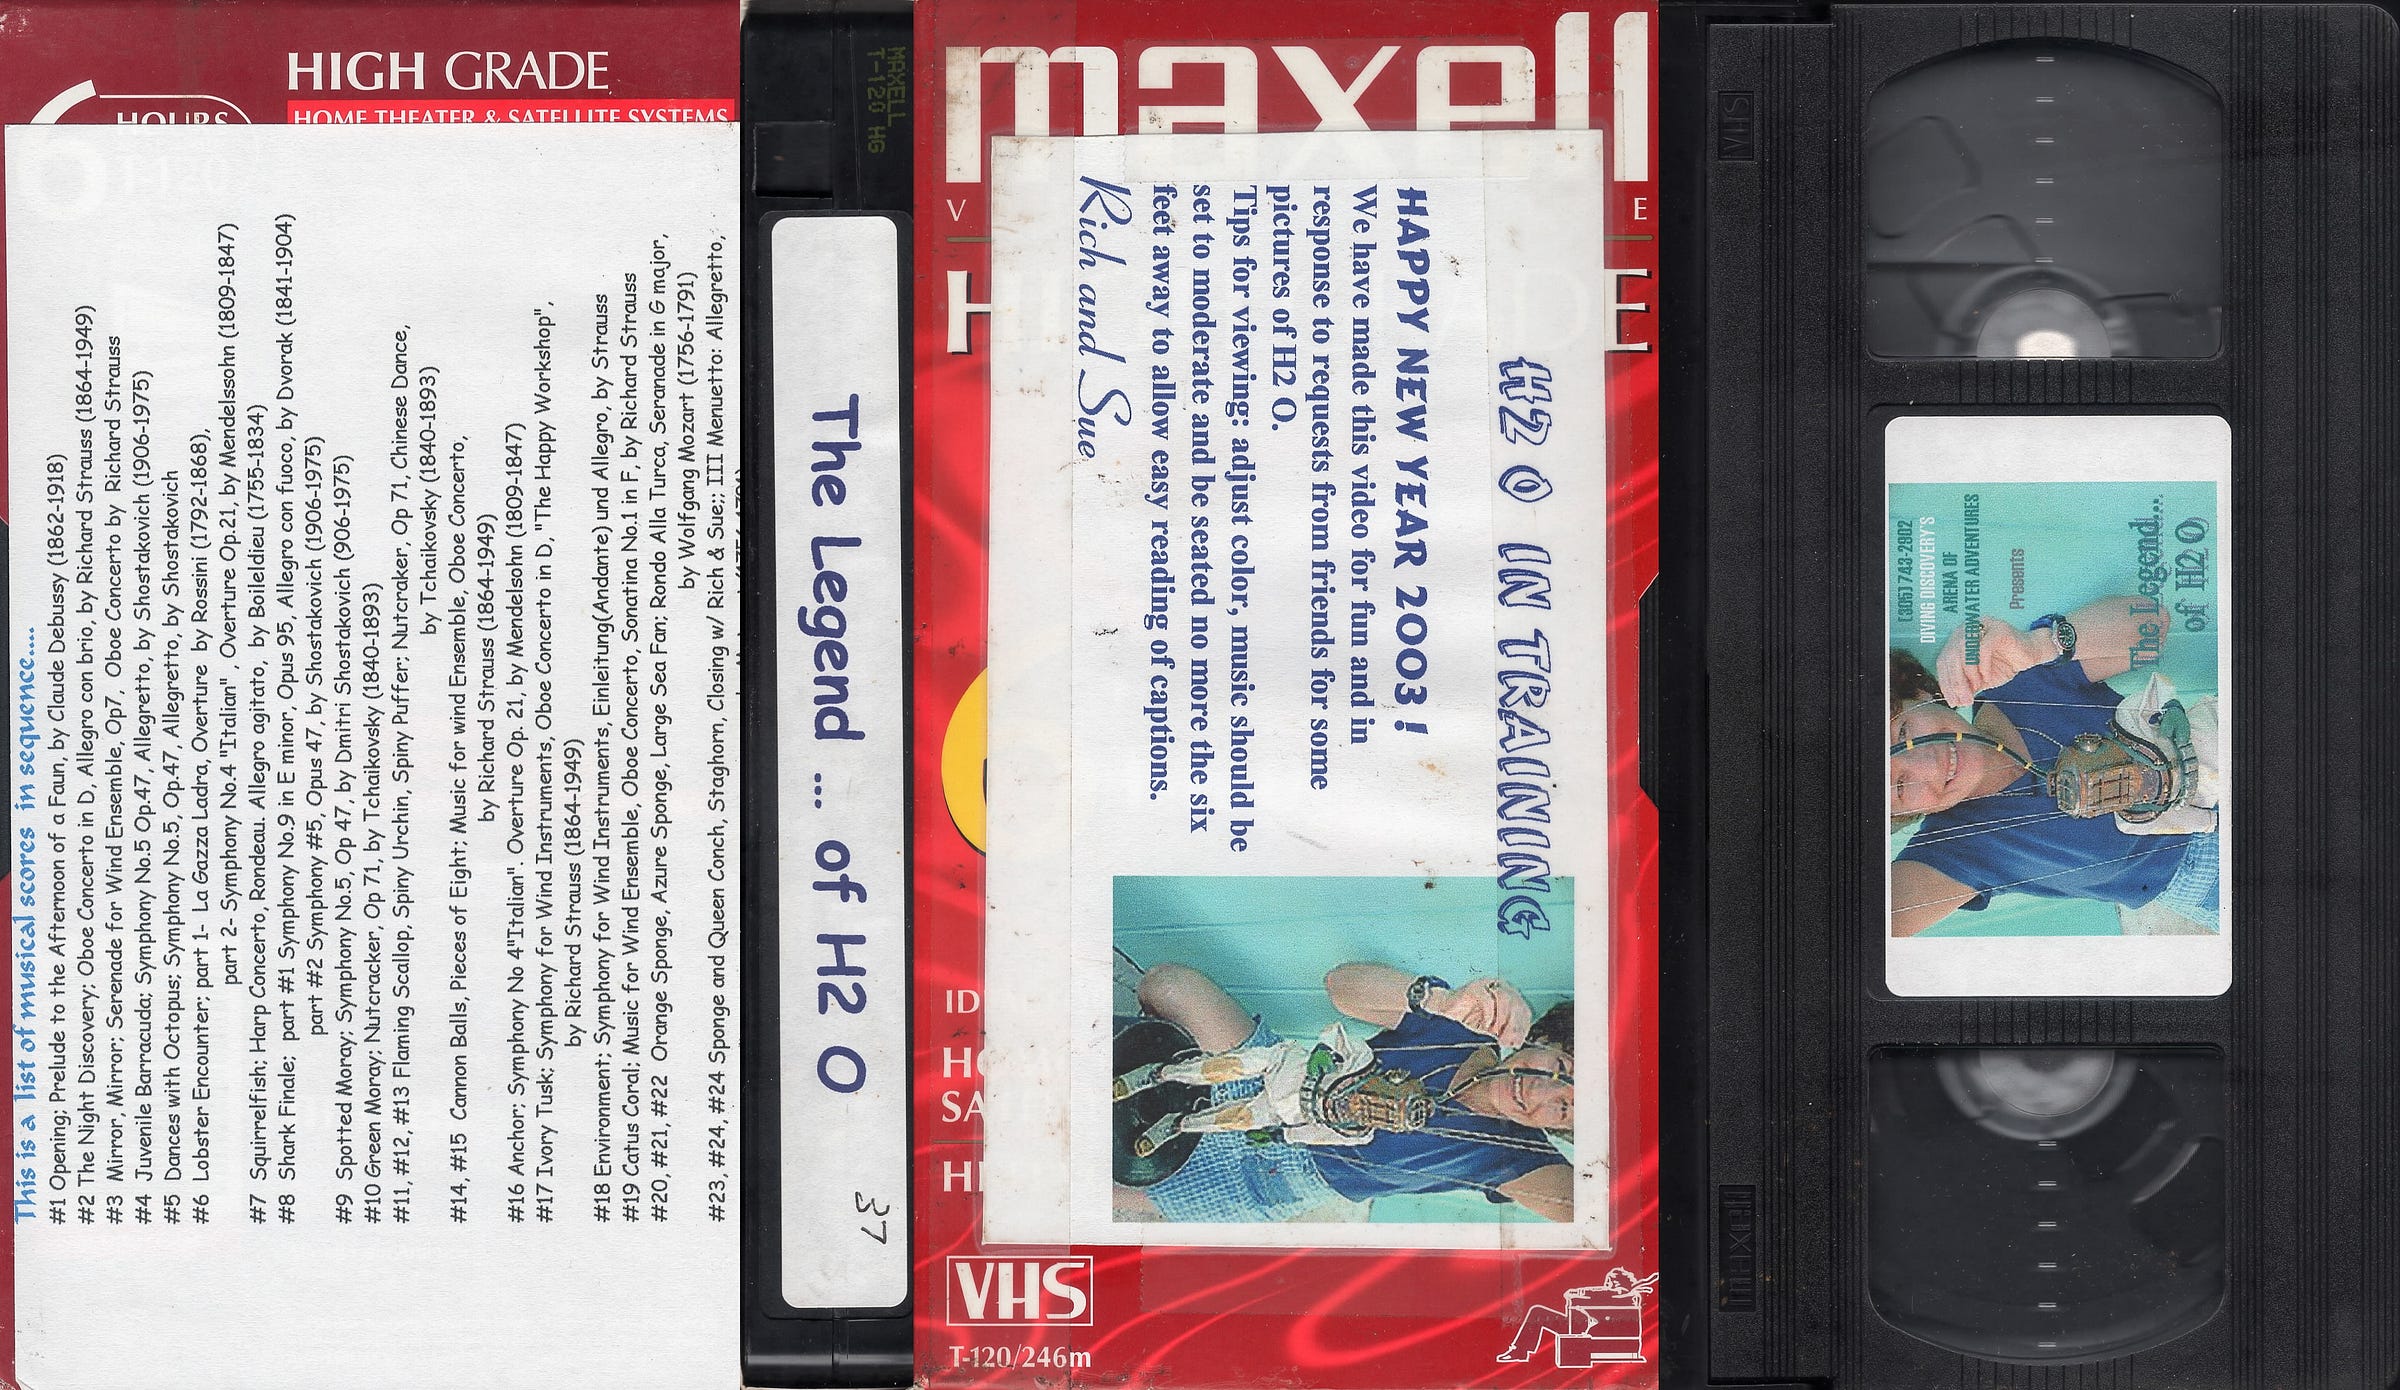 HIGH GRADE
HOME THEATER & SATELLITE SYSTEMS
HOURS
T-120
This is a list of musical scores in sequence....
#1 Opening; Prelude to the Afternoon of a Faun, by Claude Debussy (1862-1918)
#2 The Night Discovery; Oboe Concerto in D, Allegro con brio, by Richard Strauss (1864-1949)
#3 Mirror, Mirror; Serenade for Wind Ensemble, Op7, Oboe Concerto by Richard Strauss
#4 Juvenile Barracuda; Symphony No.5 Op.47, Allegretto, by Shostakovich (1906-1975)
#5 Dances with Octopus; Symphony No.5, Op.47, Allegretto, by Shostakovich
#6 Lobster Encounter; part 1- La Gazza Ladra, Overture by Rossini (1792-1868),
part 2- Symphony No.4 "Italian" , Overture Op.21, by Mendelssohn (1809-1847)
#7 Squirrelfish; Harp Concerto, Rondeau. Allegro agitato, by Boileldieu (1755-1834)
#8 Shark Finale; part #1 Symphony No.9 in E minor, Opus 95, Allegro con fuoco, by Dvorak (1841-1904)
part #2 Symphony #5, Opus 47, by Shostakovich (1906-1975)
#9 Spotted Moray; Symphony No.5, Op 47, by Dmitri Shostakovich (906-1975)
#10 Green Moray; Nutcracker, Op 71, by Tchaikovsky (1840-1893)
#11, #12, #13 Flaming Scallop, Spiny Urchin, Spiny Puffer; Nutcraker, Op 71, Chinese Dance,
by Tchaikovsky (1840-1893)
#14, #15 Cannon Balls, Pieces of Eight; Music for wind Ensemble, Oboe Concerto,
by Richard Strauss (1864-1949)
#16 Anchor; Symphony No 4"Italian". Overture Op. 21, by Mendelsohn (1809-1847)
#17 Ivory Tusk; Symphony for Wind Instruments, Oboe Concerto in D, "The Happy Workshop",
by Richard Strauss (1864-1949)
#18 Environment; Symphony for Wind Instruments, Einleitung(Andante) und Allegro, by Strauss
#19 Catus Coral; Music for Wind Ensemble, Oboe Concerto, Sonatina No.1 in F, by Richard Strauss
#20, #21, #22 Orange Sponge, Azure Sponge, Large Sea Fan; Rondo Alla Turca, Seranade in G major,
by Wolfgang Mozart (1756-1791)
#23, #24, #24 Sponge and Queen Conch, Staghorn, Closing w/ Rich & Sue;; III Menuetto: Allegretto,
MAXELL
T-120 HG
The Legend ... of H2 O
37
maxell
V
E
H
E
ID
HO
SA
HI
H2 O IN TRAINING
HAPPY NEW YEAR 2003 !
We have made this video for fun and in
response to requests from friends for some
pictures of H2 O.
Tips for viewing: adjust color, music should be
set to moderate and be seated no more the six
feet away to allow easy reading of captions.
Rich and Sue
VHS
T-120/246m
VHS
maxell
(305) 743-2902
DIVING DISCOVERY'S
ARENA OF
UNDERWATER ADVENTURES
Presents
The Legend...
of H2 O